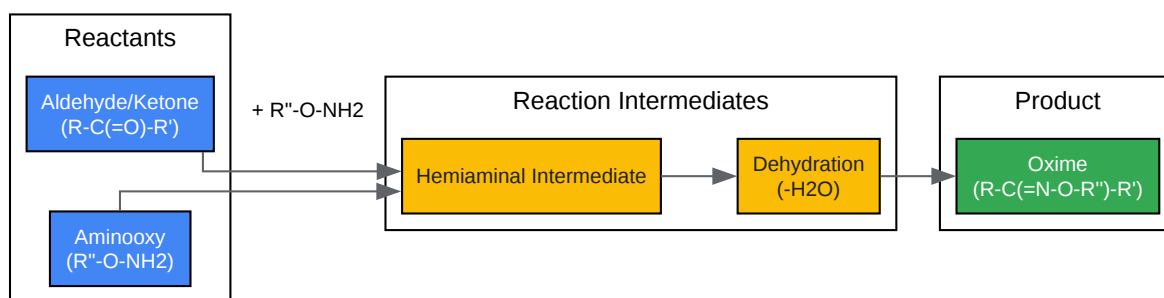 Reactants
Aldehyde/Ketone
(R-C(=O)-R')
Aminooxy
(R"-O-NH2)
+ R"-O-NH2
Reaction Intermediates
Hemiaminal Intermediate
Dehydration
(-H2O)
Product
Oxime
(R-C(=N-O-R")-R')